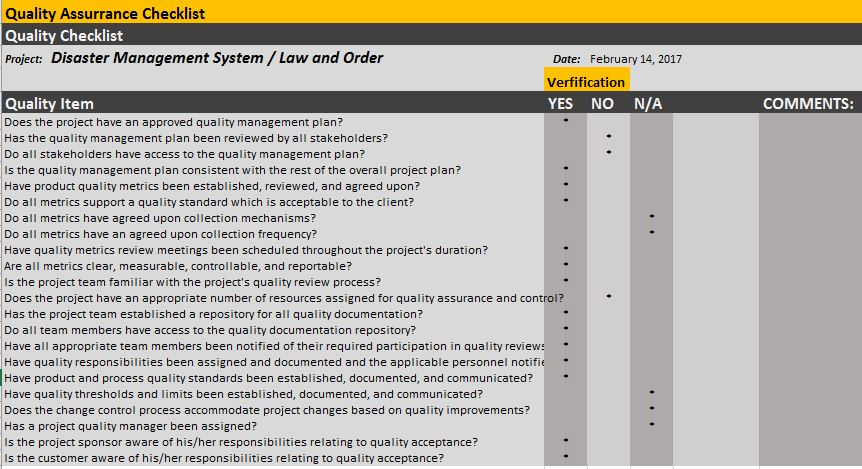 Quality Assurrance Checklist
Quality Checklist
Project: Disaster Management System / Law and Order Date: February 14, 2017
Verfification
Quality Item YES NO N/A COMMENTS:
Does the project have an approved quality management plan?
Has the quality management plan been reviewed by all stakeholders?
Do all stakeholders have access to the quality management plan?
Is the quality management plan consistent with the rest of the overall project plan?
Have product quality metrics been established, reviewed, and agreed upon?
Do all metrics support a quality standard which is acceptable to the client?
Do all metrics have agreed upon collection mechanisms?
Do all metrics have an agreed upon collection frequency?
Have quality metrics review meetings been scheduled throughout the project's duration?
Are all metrics clear, measurable, controllable, and reportable?
Is the project team familiar with the project's quality review process?
Does the project have an appropriate number of resources assigned for quality assurance and control?
Has the project team established a repository for all quality documentation?
Do all team members have access to the quality documentation repository?
Have all appropriate team members been notified of their required participation in quality reviews
Have quality responsibilities been assigned and documented and the applicable personnel notifie
Have product and process quality standards been established, documented, and communicated?
Have quality thresholds and limits been established, documented, and communicated?
Does the change control process accommodate project changes based on quality improvements?
Has a project quality manager been assigned?
Is the project sponsor aware of his/her responsibilities relating to quality acceptance?
Is the customer aware of his/her responsibilities relating to quality acceptance?